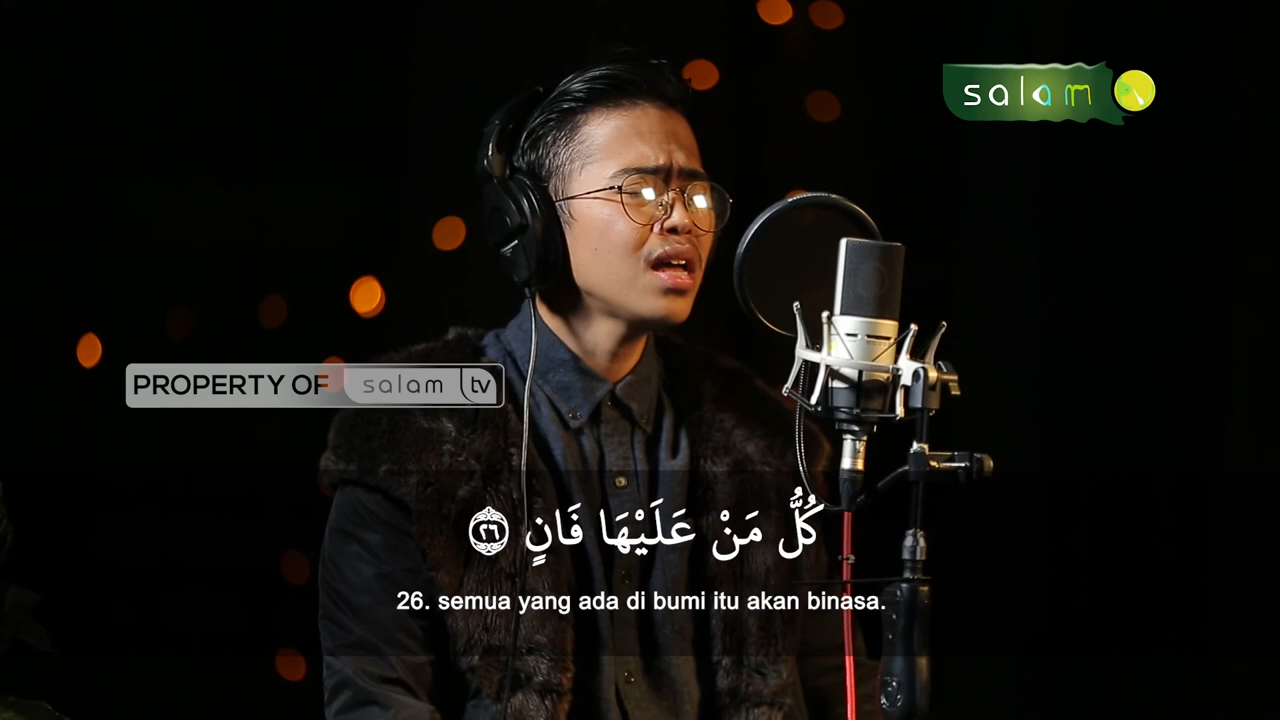 salam
PROPERTY OF salam tv
كُلُّ مَنْ عَلَيْهَا فَانٍ ٢٦
26. semua yang ada di bumi itu akan binasa.